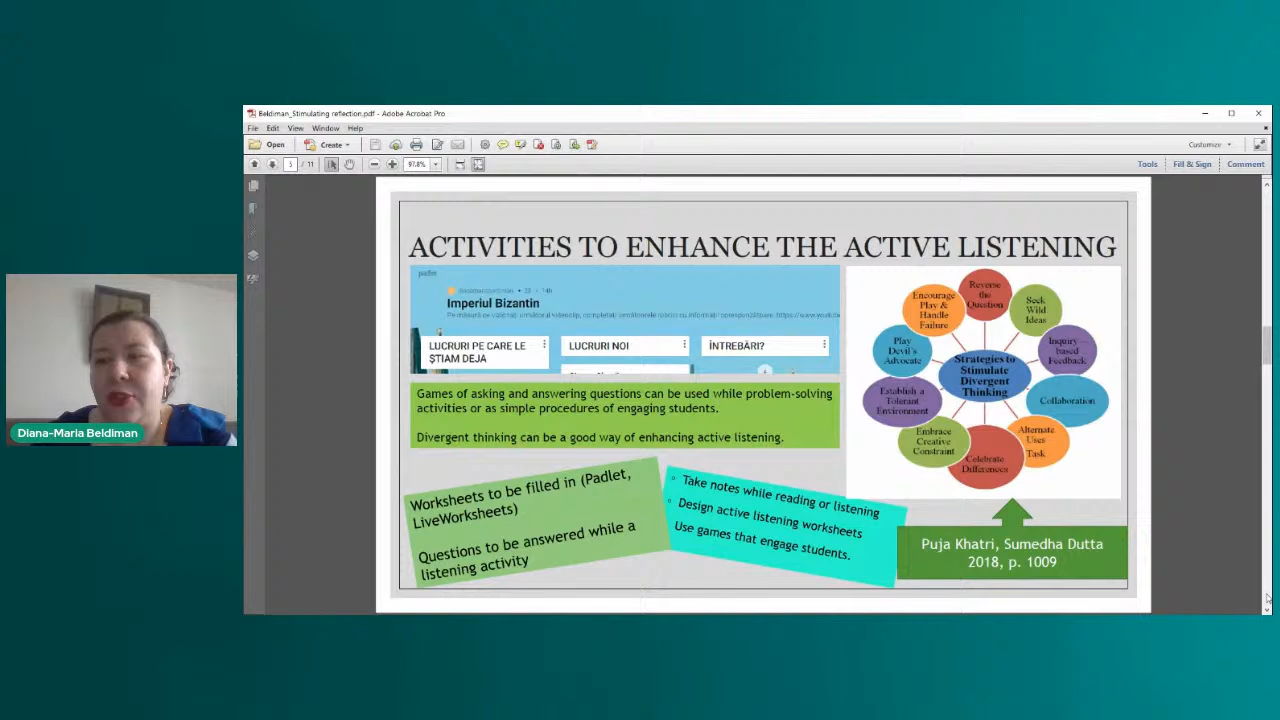 Beldiman_Stimulating reflection.pdf - Adobe Acrobat Pro
File Edit View Window Help
Open
Create
Customize
5 / 11
97.8%
Tools
Fill & Sign
Comment
ACTIVITIES TO ENHANCE THE ACTIVE LISTENING
padlet
Imperiul Bizantin
LUCRURI PE CARE LE
ȘTIAM DEJA
LUCRURI NOI
ÎNTREBĂRI?
Games of asking and answering questions can be used while problem-solving
activities or as simple procedures of engaging students.
Divergent thinking can be a good way of enhancing active listening.
Worksheets to be filled in (Padlet,
LiveWorksheets)
Questions to be answered while a
listening activity
Take notes while reading or listening
Design active listening worksheets
Use games that engage students.
Strategies to
Stimulate
Divergent
Thinking
Reverse
the
Question
Seek
Wild
Ideas
Inquiry –
based
Feedback
Collaboration
Alternate
Uses
Task
Celebrate
Differences
Embrace
Creative
Constraint
Establish a
Tolerant
Environment
Play
Devil's
Advocate
Encourage
Play &
Handle
Failure
Puja Khatri, Sumedha Dutta
2018, p. 1009
Diana-Maria Beldiman